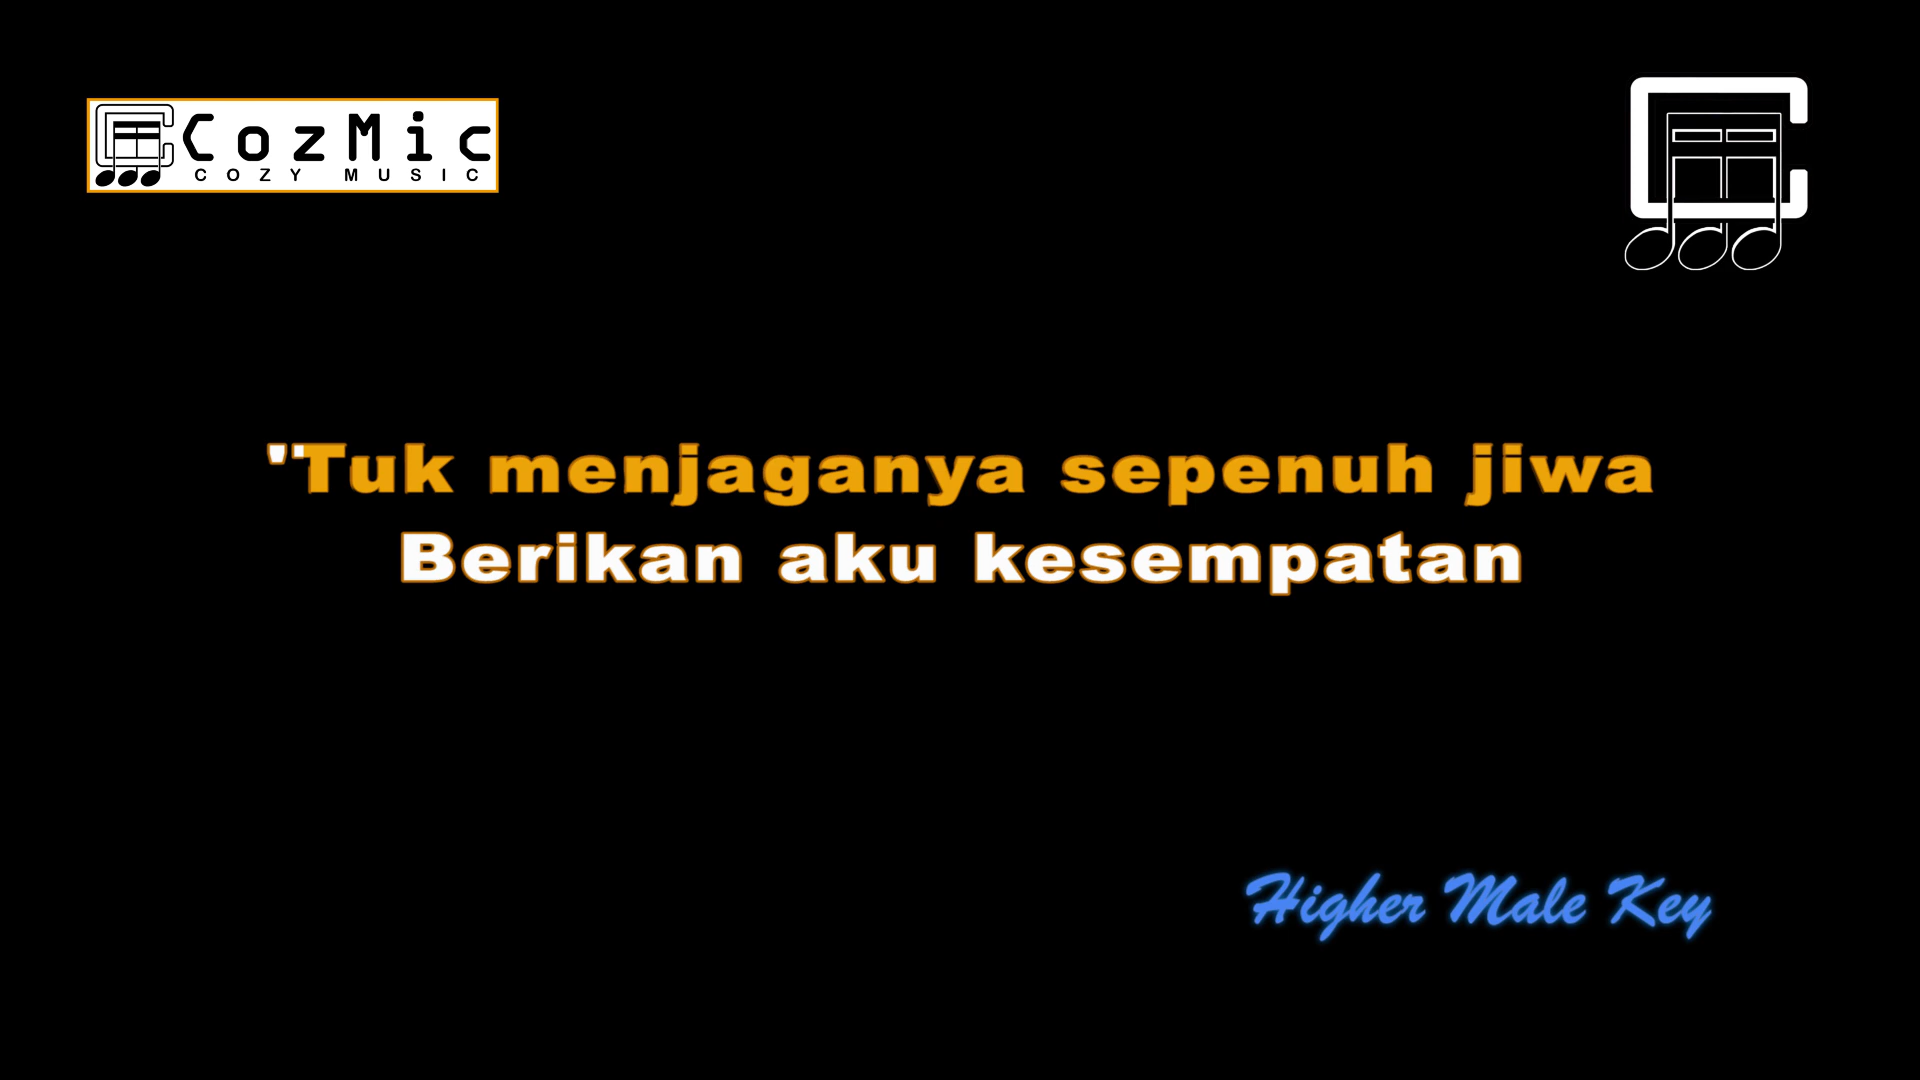 CozMic
COZY MUSIC
'Tuk menjaganya sepenuh jiwa
Berikan aku kesempatan
Higher Male Key